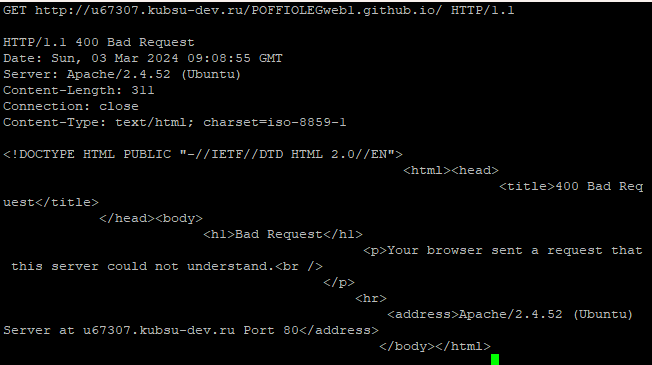 GET http://u67307.kubsu-dev.ru/POFFIOLEGweb1.github.io/ HTTP/1.1
HTTP/1.1 400 Bad Request
Date: Sun, 03 Mar 2024 09:08:55 GMT
Server: Apache/2.4.52 (Ubuntu)
Content-Length: 311
Connection: close
Content-Type: text/html; charset=iso-8859-1
<!DOCTYPE HTML PUBLIC "-//IETF//DTD HTML 2.0//EN">
<html><head>
<title>400 Bad Req
uest</title>
</head><body>
<h1>Bad Request</h1>
<p>Your browser sent a request that
this server could not understand.<br />
</p>
<hr>
<address>Apache/2.4.52 (Ubuntu)
Server at u67307.kubsu-dev.ru Port 80</address>
</body></html>